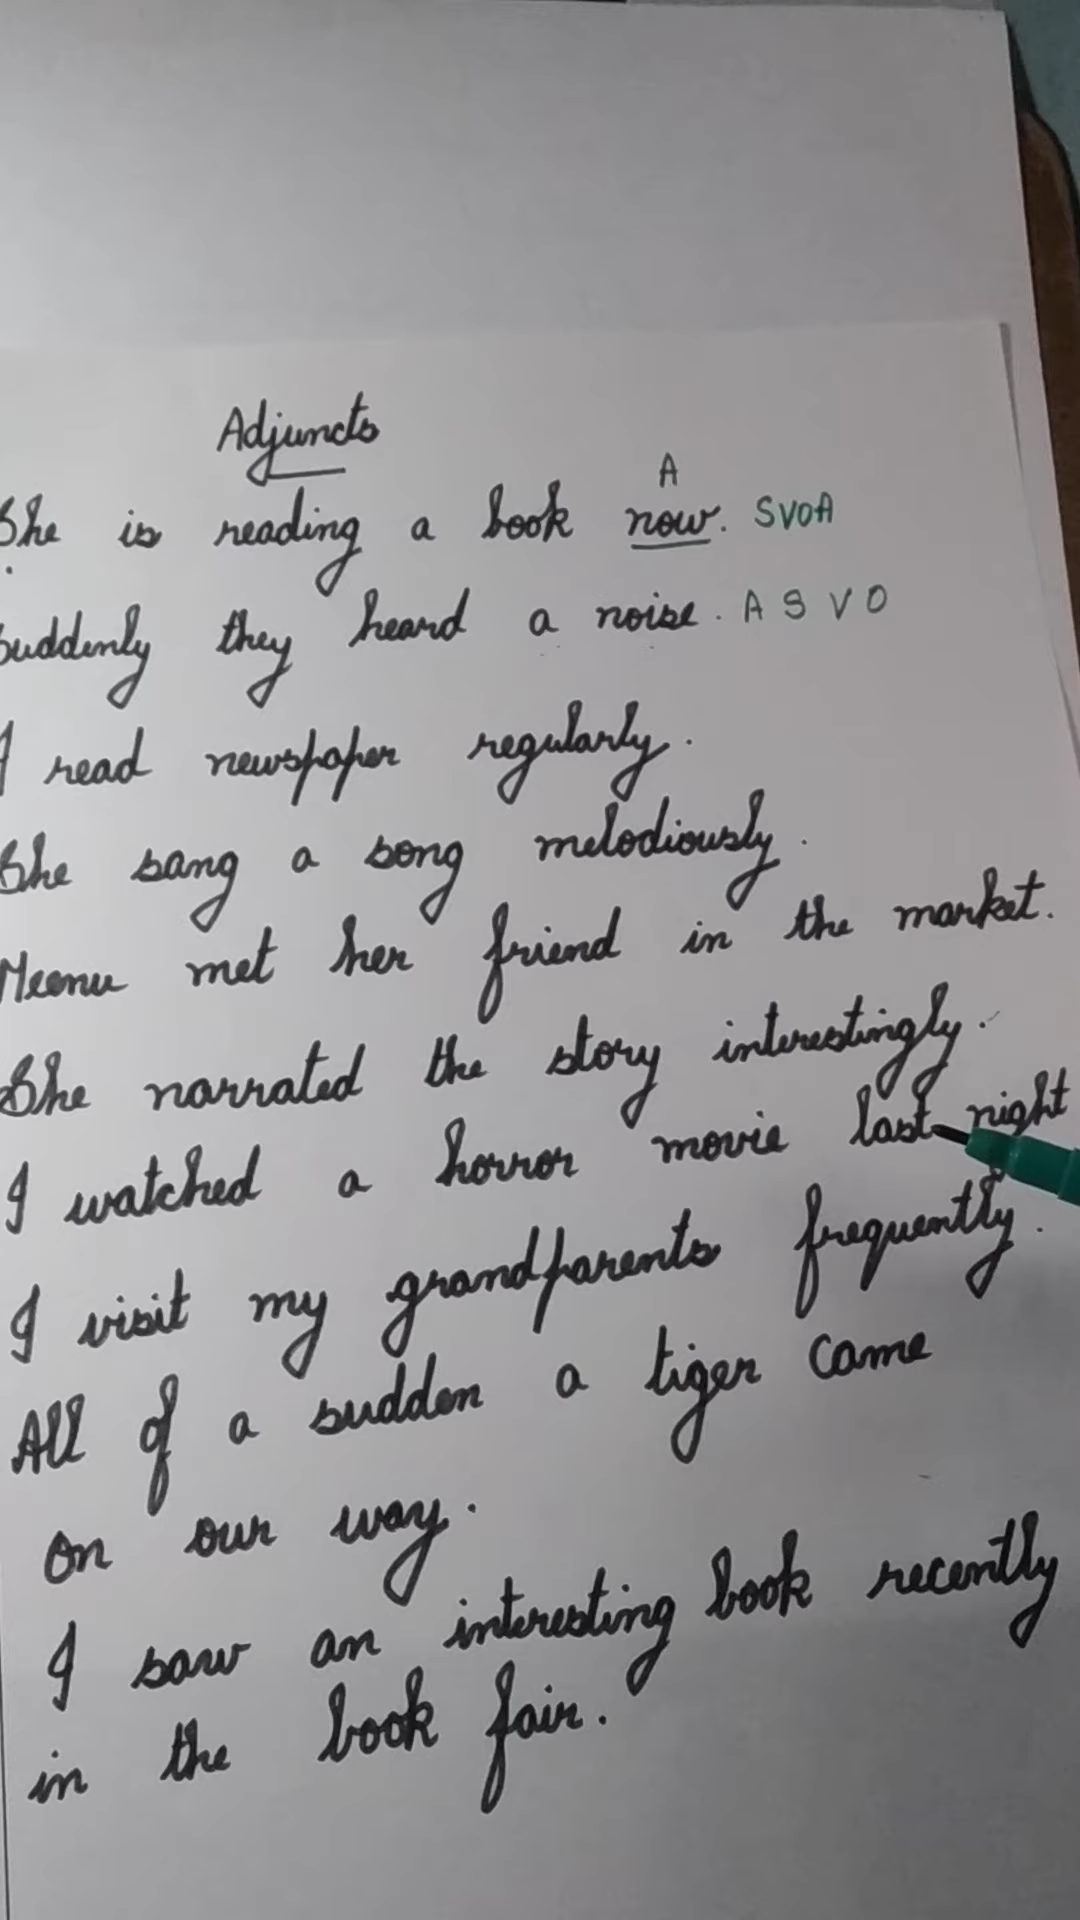 Adjuncts
A
She is reading a book now. SVOA
Suddenly they heard a noise. A S V O
I read newspaper regularly.
She sang a song melodiously.
Meenu met her friend in the market.
She narrated the story interestingly.
I watched a horror movie last night
I visit my grandparents frequently.
All of a sudden a tiger came
on our way.
I saw an interesting book recently
in the book fair.